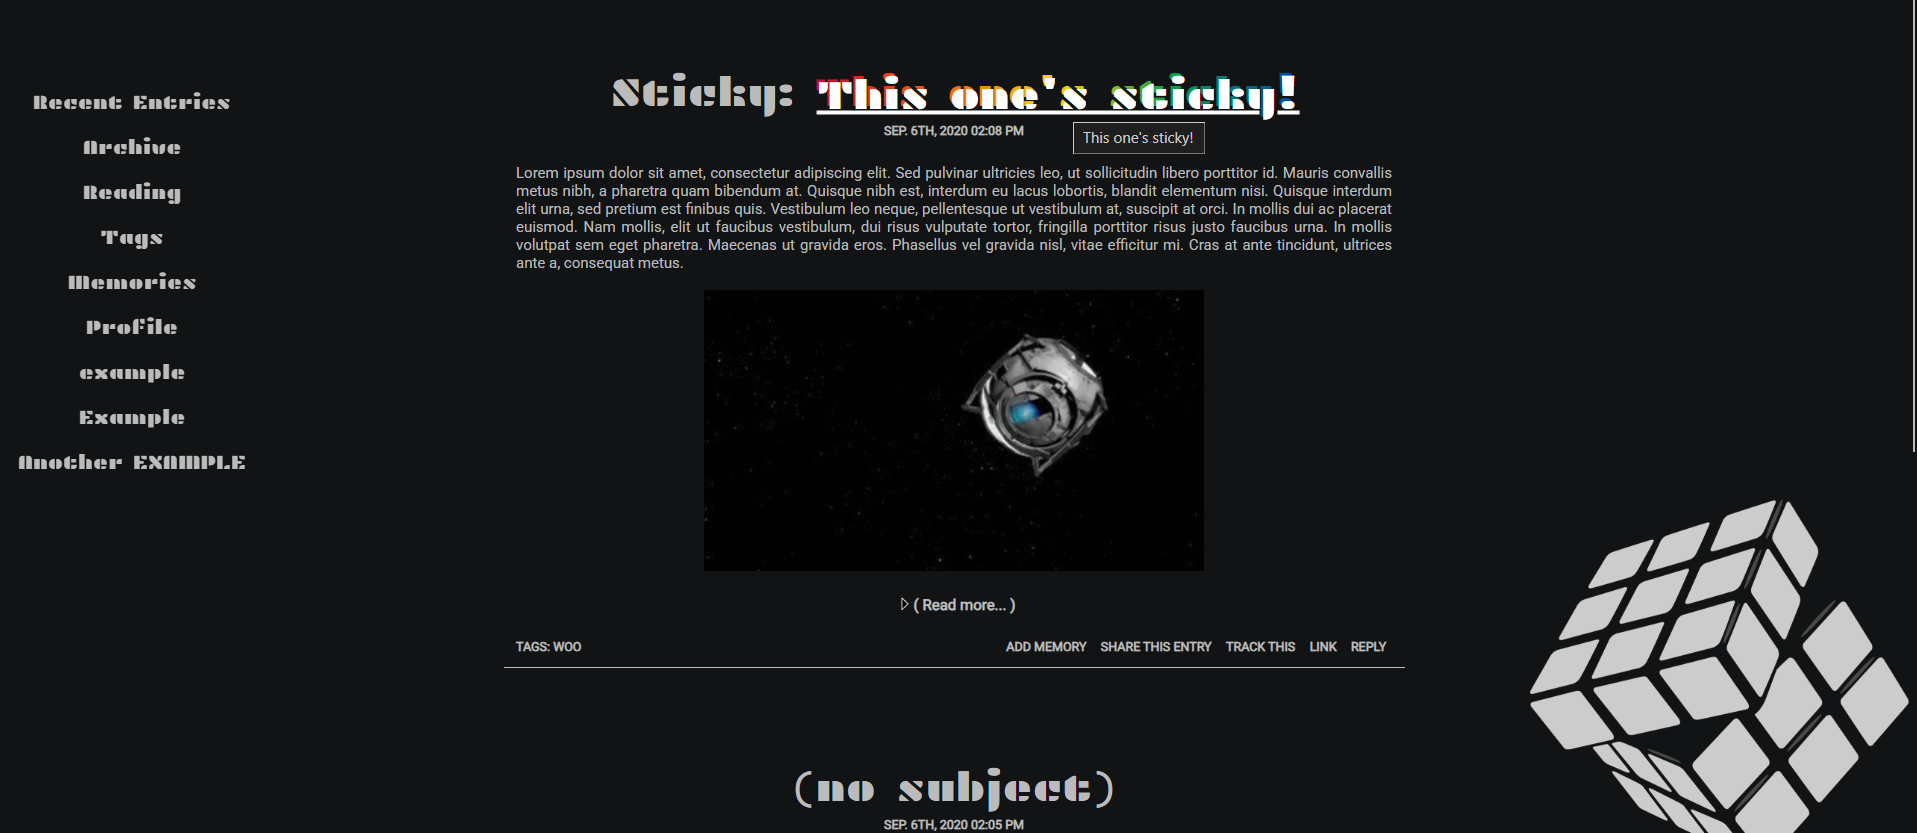 Recent Entries
Archive
Reading
Tags
Memories
Profile
example
Example
Another EXAMPLE
Sticky: This one's sticky!
SEP. 6TH, 2020 02:08 PM
This one's sticky!
Lorem ipsum dolor sit amet, consectetur adipiscing elit. Sed pulvinar ultricies leo, ut sollicitudin libero porttitor id. Mauris convallis
metus nibh, a pharetra quam bibendum at. Quisque nibh est, interdum eu lacus lobortis, blandit elementum nisi. Quisque interdum
elit urna, sed pretium est finibus quis. Vestibulum leo neque, pellentesque ut vestibulum at, suscipit at orci. In mollis dui ac placerat
euismod. Nam mollis, elit ut faucibus vestibulum, dui risus vulputate tortor, fringilla porttitor risus justo faucibus urna. In mollis
volutpat sem eget pharetra. Maecenas ut gravida eros. Phasellus vel gravida nisl, vitae efficitur mi. Cras at ante tincidunt, ultrices
ante a, consequat metus.
( Read more... )
TAGS: WOO
ADD MEMORY SHARE THIS ENTRY TRACK THIS LINK REPLY
(no subject)
SEP. 6TH, 2020 02:05 PM